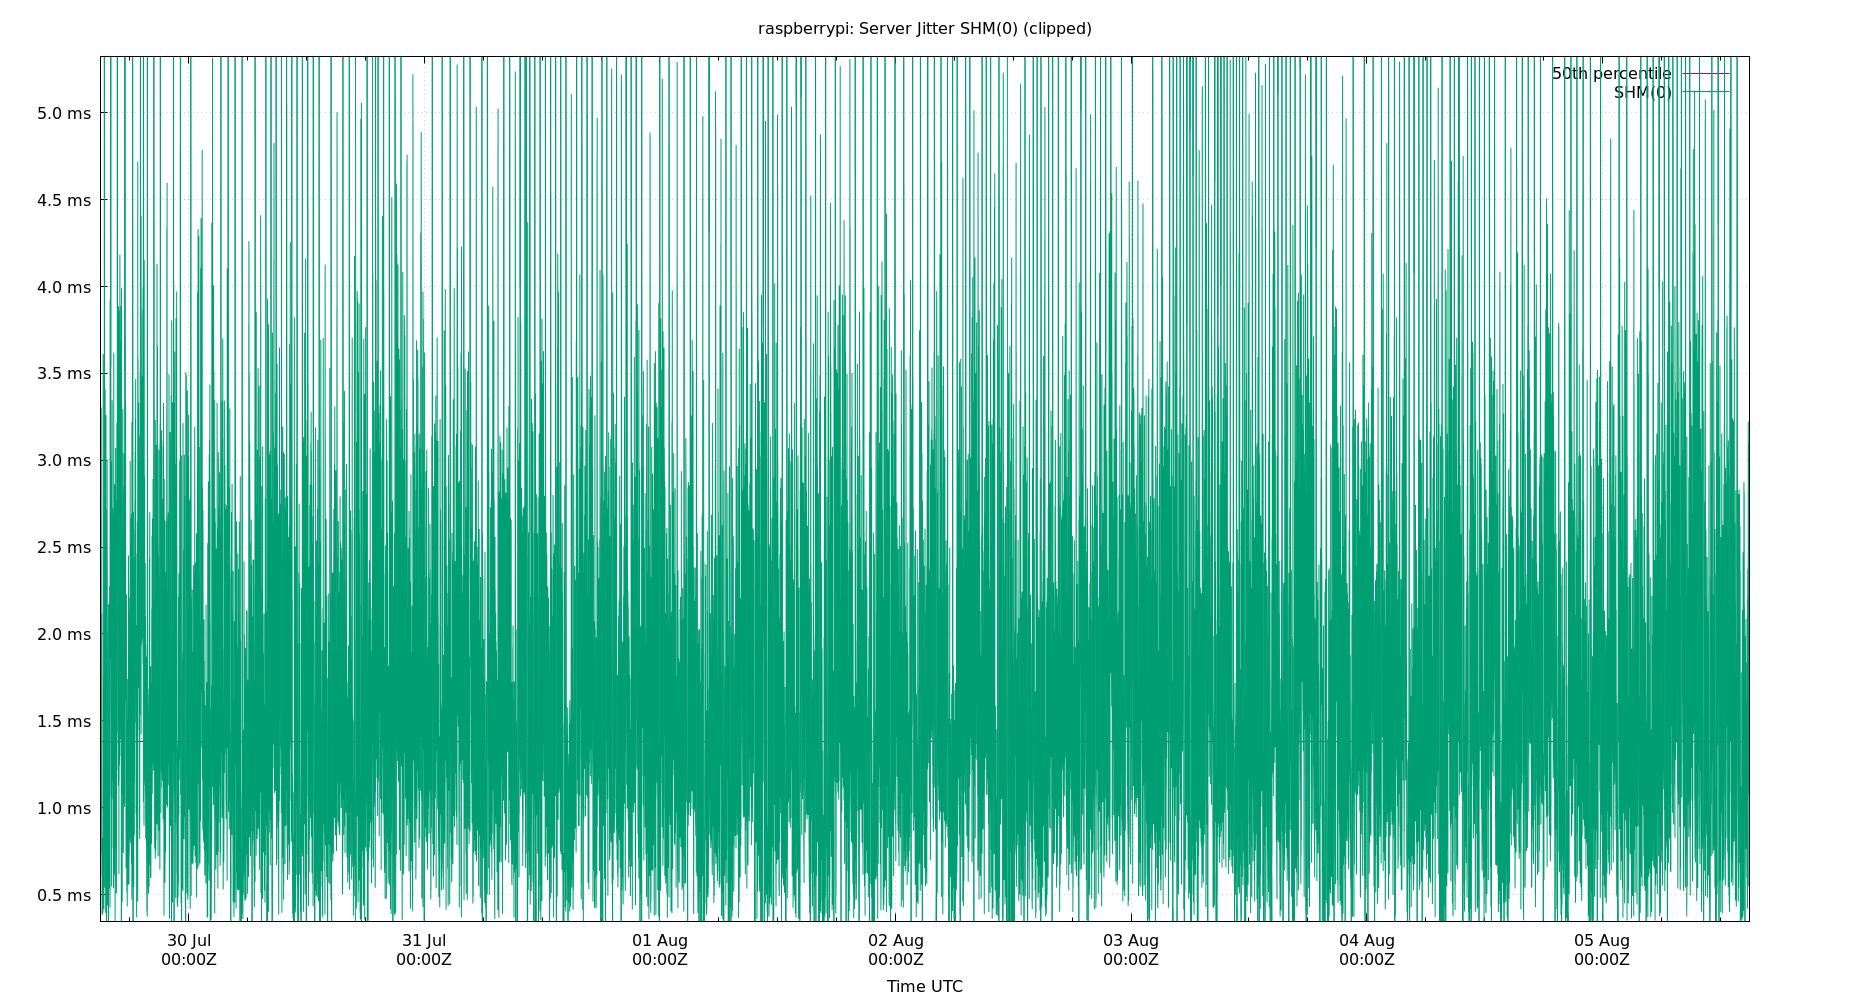 raspberrypi: Server Jitter SHM(0) (clipped)
50th percentile
SHM(0)
5.0 ms
4.5 ms
4.0 ms
3.5 ms
3.0 ms
2.5 ms
2.0 ms
1.5 ms
1.0 ms
0.5 ms
30 Jul 31 Jul 01 Aug 02 Aug 03 Aug 04 Aug 05 Aug
00:00Z 00:00Z 00:00Z 00:00Z 00:00Z 00:00Z 00:00Z
Time UTC